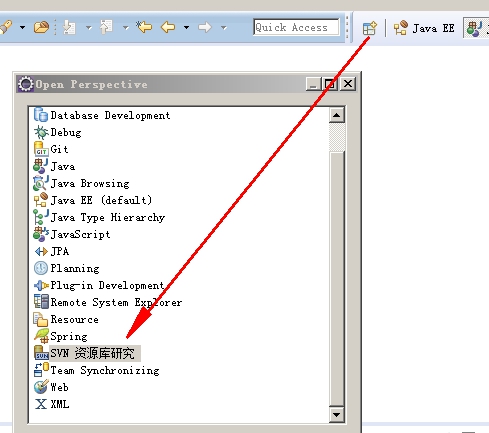 Quick Access
Java EE
Open Perspective
Database Development
Debug
Git
Java
Java Browsing
Java EE (default)
Java Type Hierarchy
JavaScript
JPA
Planning
Plug-in Development
Remote System Explorer
Resource
Spring
SVN 资源库研究
Team Synchronizing
Web
XML